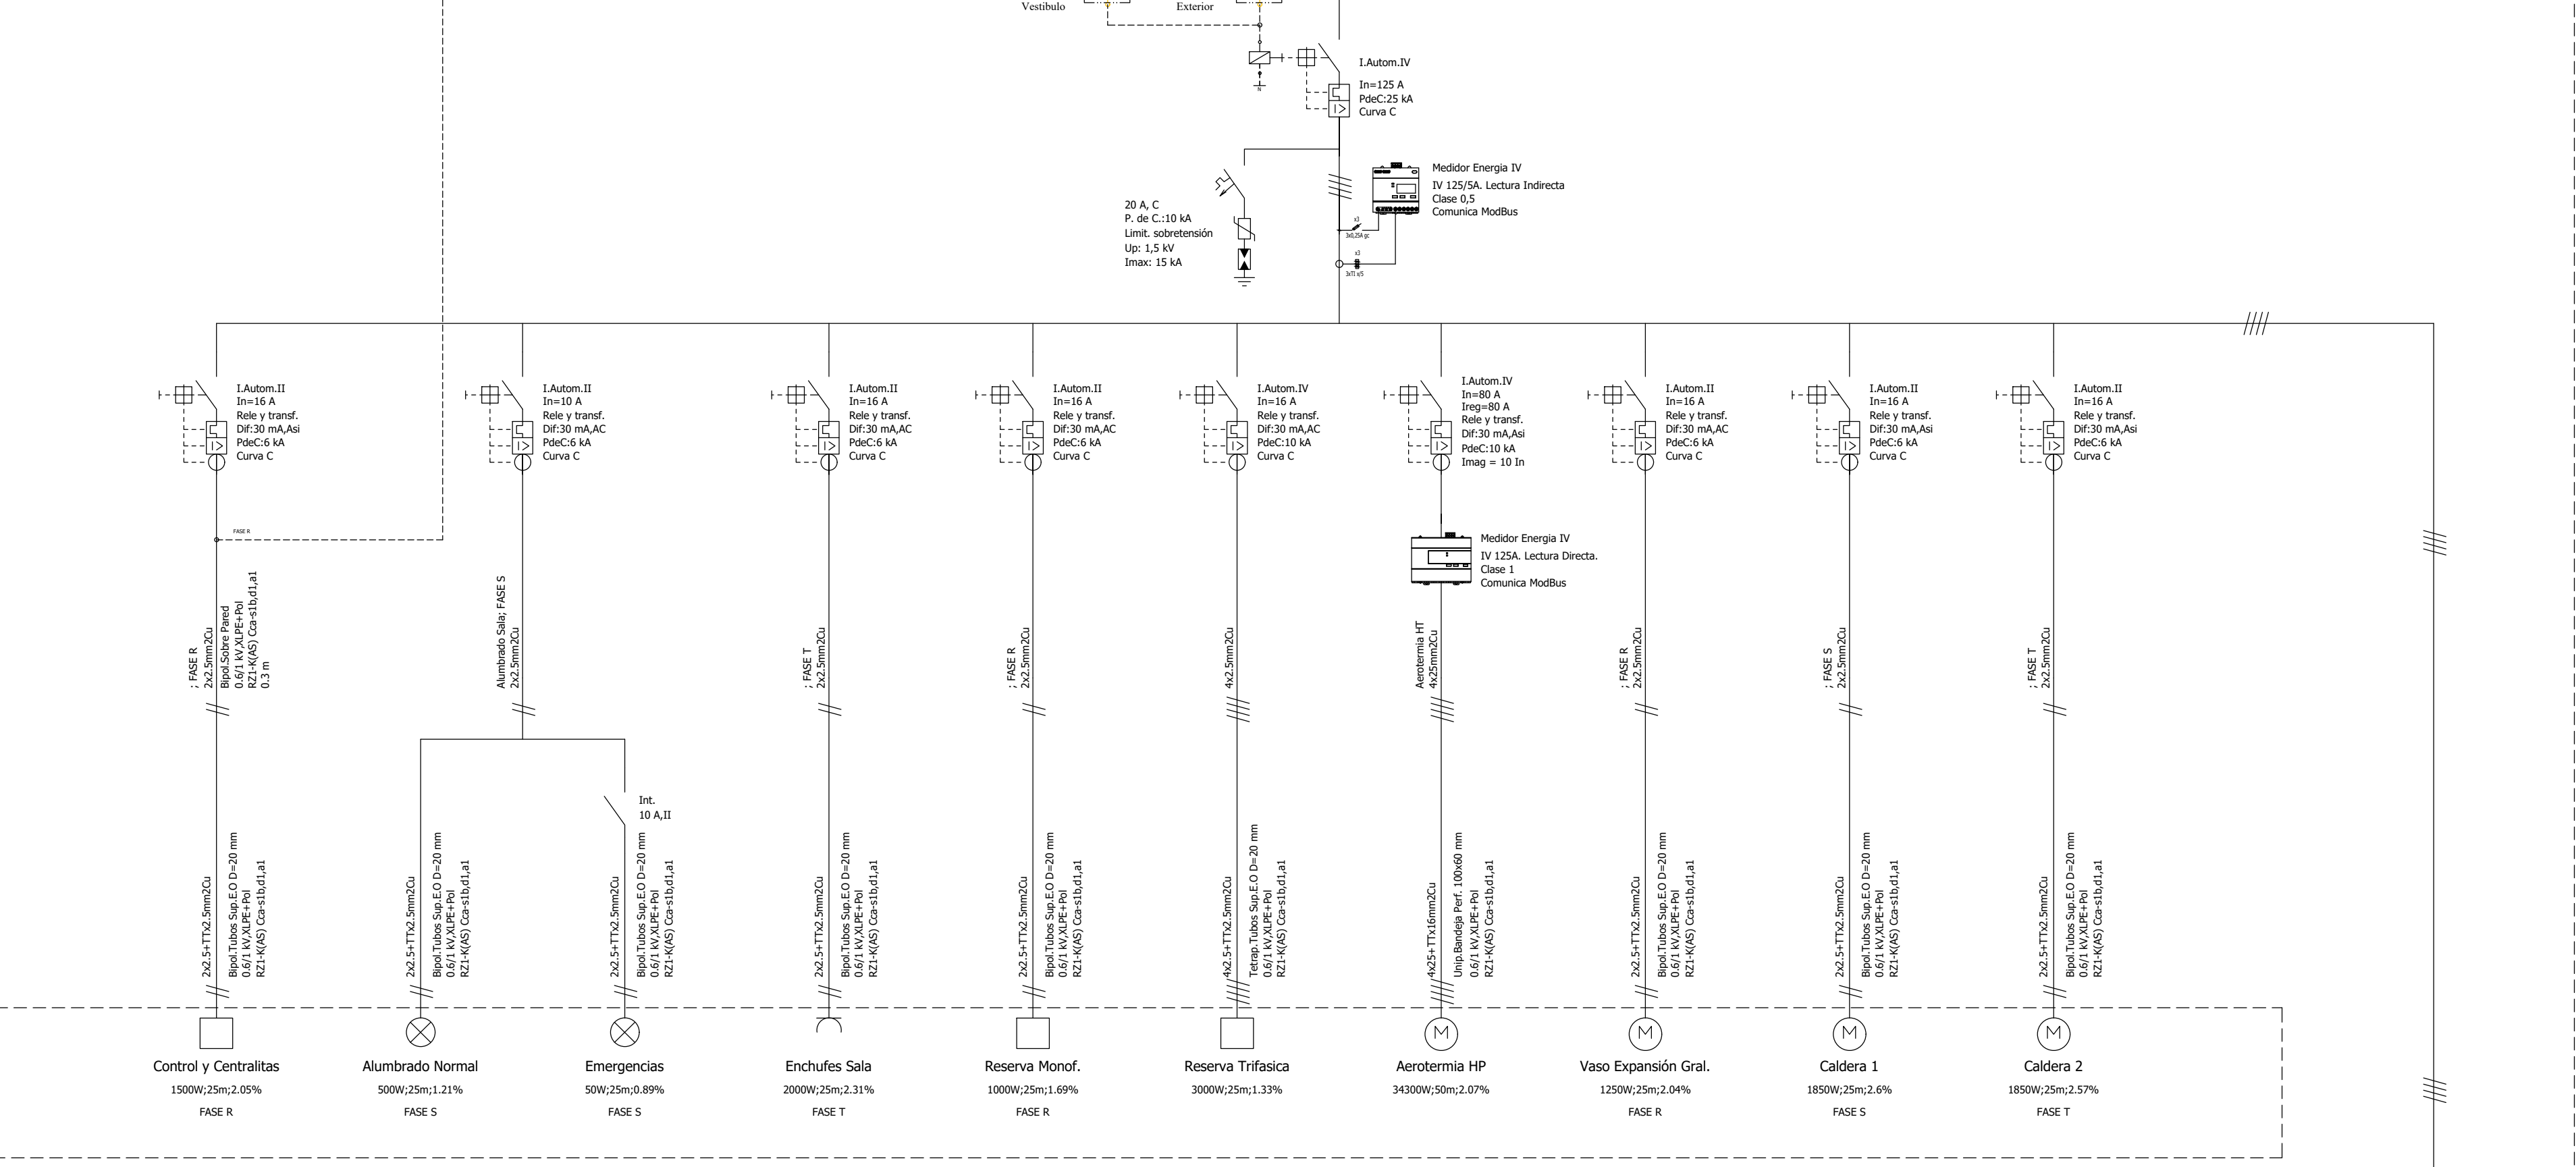 Vestibulo
Exterior
N
I.Autom.IV
In=125 A
PdeC:25 kA
Curva C
20 A, C
P. de C.:10 kA
Limit. sobretensión
Up: 1,5 kV
Imax: 15 kA
Medidor Energia IV
IV 125/5A. Lectura Indirecta
Clase 0,5
Comunica ModBus
x3
3x0,25A gc
x3
3xTI x/5
I.Autom.II
In=16 A
Rele y transf.
Dif:30 mA,Asi
PdeC:6 kA
Curva C
I.Autom.II
In=10 A
Rele y transf.
Dif:30 mA,AC
PdeC:6 kA
Curva C
I.Autom.II
In=16 A
Rele y transf.
Dif:30 mA,AC
PdeC:6 kA
Curva C
I.Autom.II
In=16 A
Rele y transf.
Dif:30 mA,AC
PdeC:6 kA
Curva C
I.Autom.IV
In=16 A
Rele y transf.
Dif:30 mA,AC
PdeC:10 kA
Curva C
I.Autom.IV
In=80 A
Ireg=80 A
Rele y transf.
Dif:30 mA,Asi
PdeC:10 kA
Imag = 10 In
I.Autom.II
In=16 A
Rele y transf.
Dif:30 mA,AC
PdeC:6 kA
Curva C
I.Autom.II
In=16 A
Rele y transf.
Dif:30 mA,Asi
PdeC:6 kA
Curva C
I.Autom.II
In=16 A
Rele y transf.
Dif:30 mA,Asi
PdeC:6 kA
Curva C
FASE R
Medidor Energia IV
IV 125A. Lectura Directa.
Clase 1
Comunica ModBus
; FASE R
2x2.5mm2Cu
Bipol.Sobre Pared
0.6/1 kV,XLPE+Pol
RZ1-K(AS) Cca-s1b,d1,a1
0.3 m
Alumbrado Sala; FASE S
2x2.5mm2Cu
; FASE T
2x2.5mm2Cu
; FASE R
2x2.5mm2Cu
4x2.5mm2Cu
Aerotermia HT
4x25mm2Cu
; FASE R
2x2.5mm2Cu
; FASE S
2x2.5mm2Cu
; FASE T
2x2.5mm2Cu
Int.
10 A,II
2x2.5+TTx2.5mm2Cu
Bipol.Tubos Sup.E.O D=20 mm
0.6/1 kV,XLPE+Pol
RZ1-K(AS) Cca-s1b,d1,a1
2x2.5+TTx2.5mm2Cu
Bipol.Tubos Sup.E.O D=20 mm
0.6/1 kV,XLPE+Pol
RZ1-K(AS) Cca-s1b,d1,a1
2x2.5+TTx2.5mm2Cu
Bipol.Tubos Sup.E.O D=20 mm
0.6/1 kV,XLPE+Pol
RZ1-K(AS) Cca-s1b,d1,a1
2x2.5+TTx2.5mm2Cu
Bipol.Tubos Sup.E.O D=20 mm
0.6/1 kV,XLPE+Pol
RZ1-K(AS) Cca-s1b,d1,a1
2x2.5+TTx2.5mm2Cu
Bipol.Tubos Sup.E.O D=20 mm
0.6/1 kV,XLPE+Pol
RZ1-K(AS) Cca-s1b,d1,a1
4x2.5+TTx2.5mm2Cu
Tetrap.Tubos Sup.E.O D=20 mm
0.6/1 kV,XLPE+Pol
RZ1-K(AS) Cca-s1b,d1,a1
4x25+TTx16mm2Cu
Unip.Bandeja Perf. 100x60 mm
0.6/1 kV,XLPE+Pol
RZ1-K(AS) Cca-s1b,d1,a1
2x2.5+TTx2.5mm2Cu
Bipol.Tubos Sup.E.O D=20 mm
0.6/1 kV,XLPE+Pol
RZ1-K(AS) Cca-s1b,d1,a1
2x2.5+TTx2.5mm2Cu
Bipol.Tubos Sup.E.O D=20 mm
0.6/1 kV,XLPE+Pol
RZ1-K(AS) Cca-s1b,d1,a1
2x2.5+TTx2.5mm2Cu
Bipol.Tubos Sup.E.O D=20 mm
0.6/1 kV,XLPE+Pol
RZ1-K(AS) Cca-s1b,d1,a1
M
M
M
M
Control y Centralitas
1500W;25m;2.05%
FASE R
Alumbrado Normal
500W;25m;1.21%
FASE S
Emergencias
50W;25m;0.89%
FASE S
Enchufes Sala
2000W;25m;2.31%
FASE T
Reserva Monof.
1000W;25m;1.69%
FASE R
Reserva Trifasica
3000W;25m;1.33%
Aerotermia HP
34300W;50m;2.07%
Vaso Expansión Gral.
1250W;25m;2.04%
FASE R
Caldera 1
1850W;25m;2.6%
FASE S
Caldera 2
1850W;25m;2.57%
FASE T